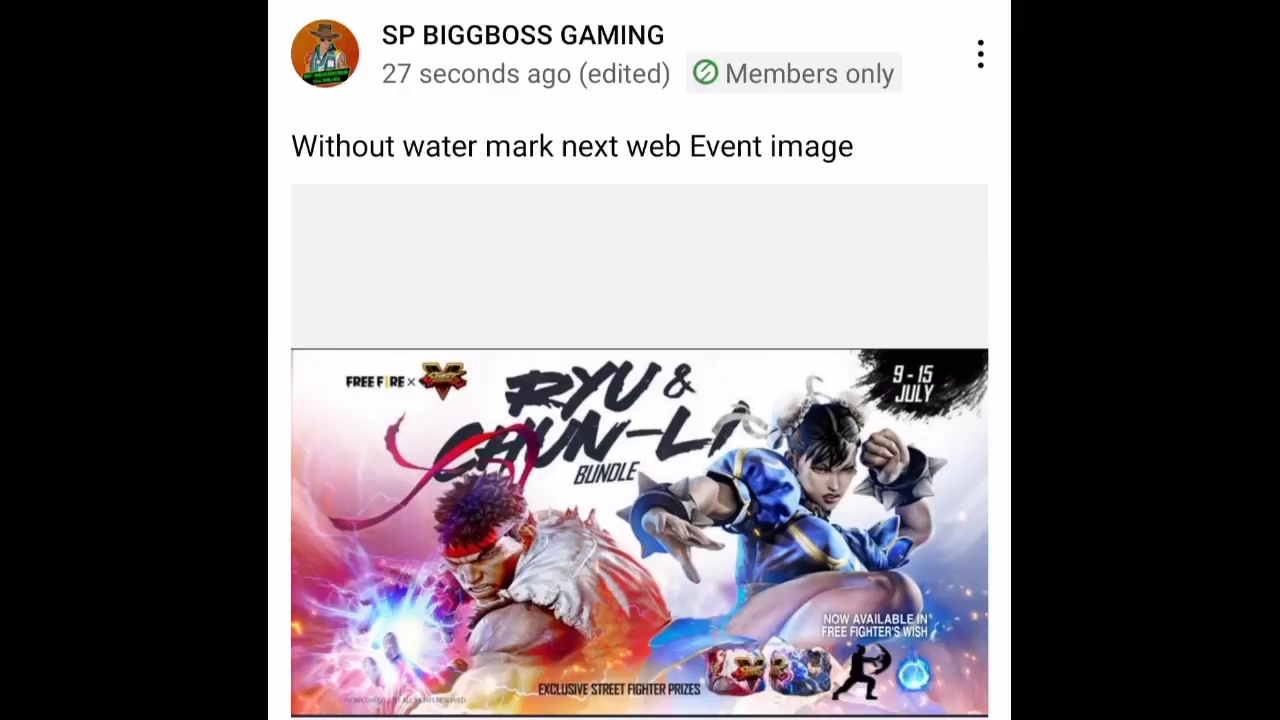 SP BIGGBOSS GAMING
27 seconds ago (edited) Members only
Without water mark next web Event image
FREE FIRE ×
RYU &
CHUN-LI
BUNDLE
9 - 15
JULY
NOW AVAILABLE IN
FREE FIGHTER'S WISH
EXCLUSIVE STREET FIGHTER PRIZES